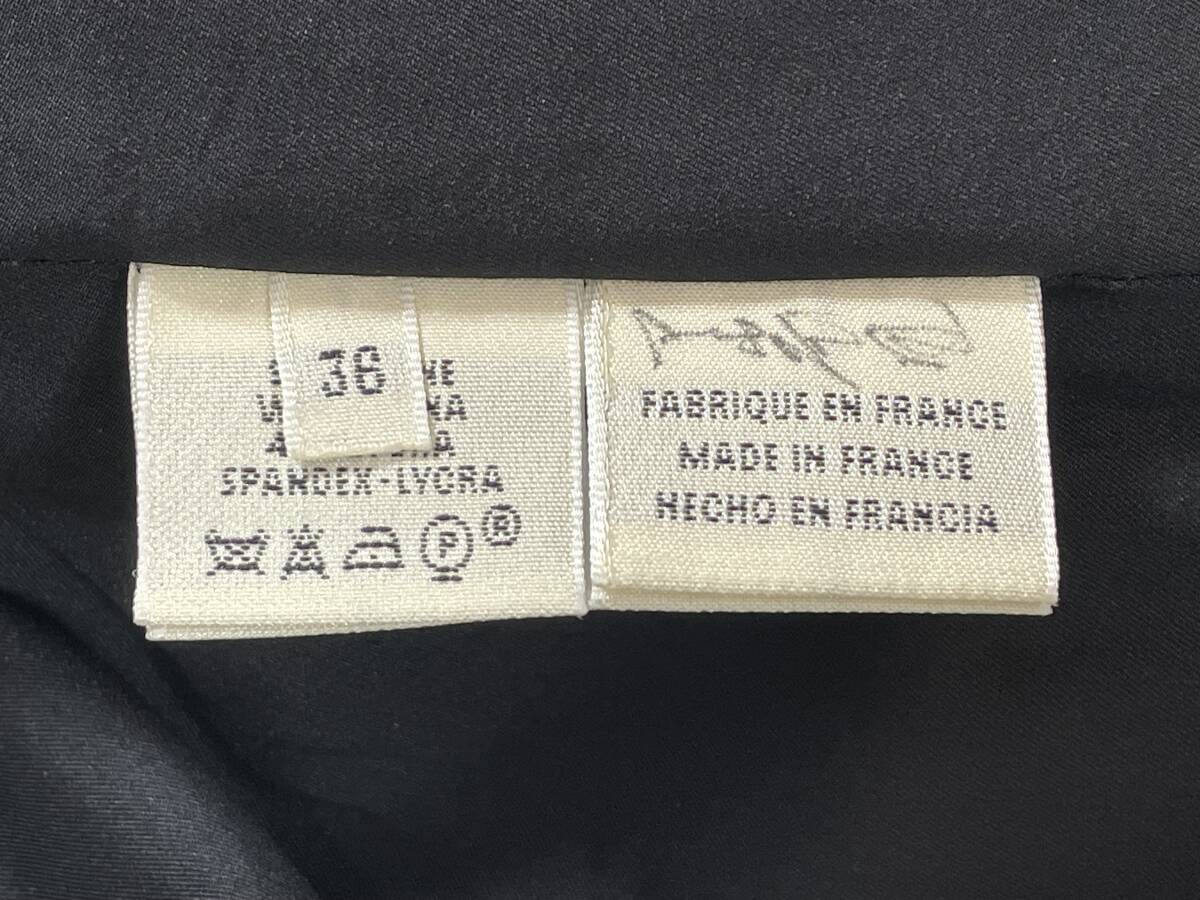 36
SPANDEX-LYCRA
P ®
FABRIQUE EN FRANCE
MADE IN FRANCE
HECHO EN FRANCIA